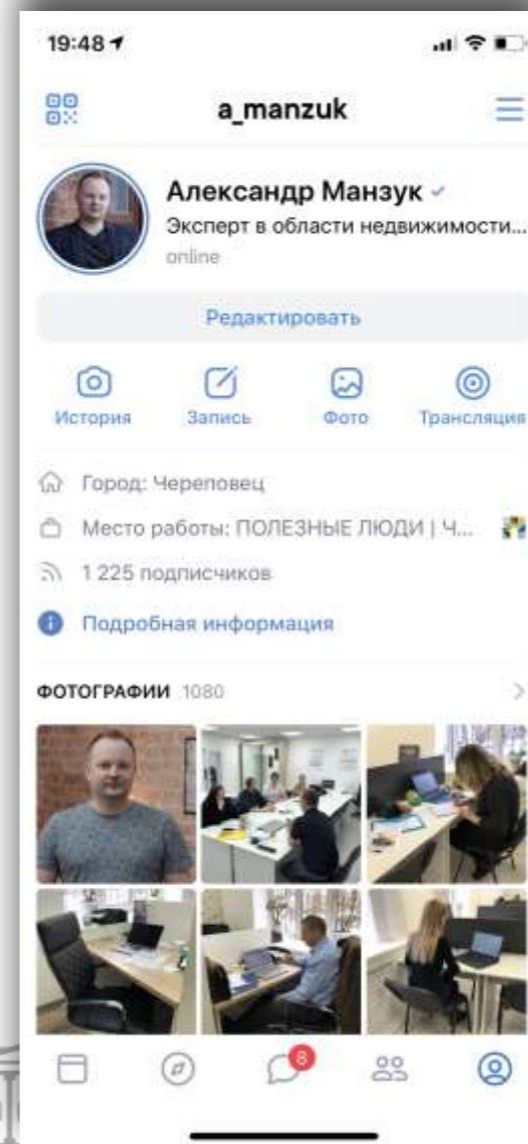 19:48
a_manzuk
Александр Манзук
Эксперт в области недвижимости...
online
Редактировать
История
Запись
Фото
Трансляция
Город: Череповец
Место работы: ПОЛЕЗНЫЕ ЛЮДИ | Ч...
1 225 подписчиков
Подробная информация
ФОТОГРАФИИ 1080
8